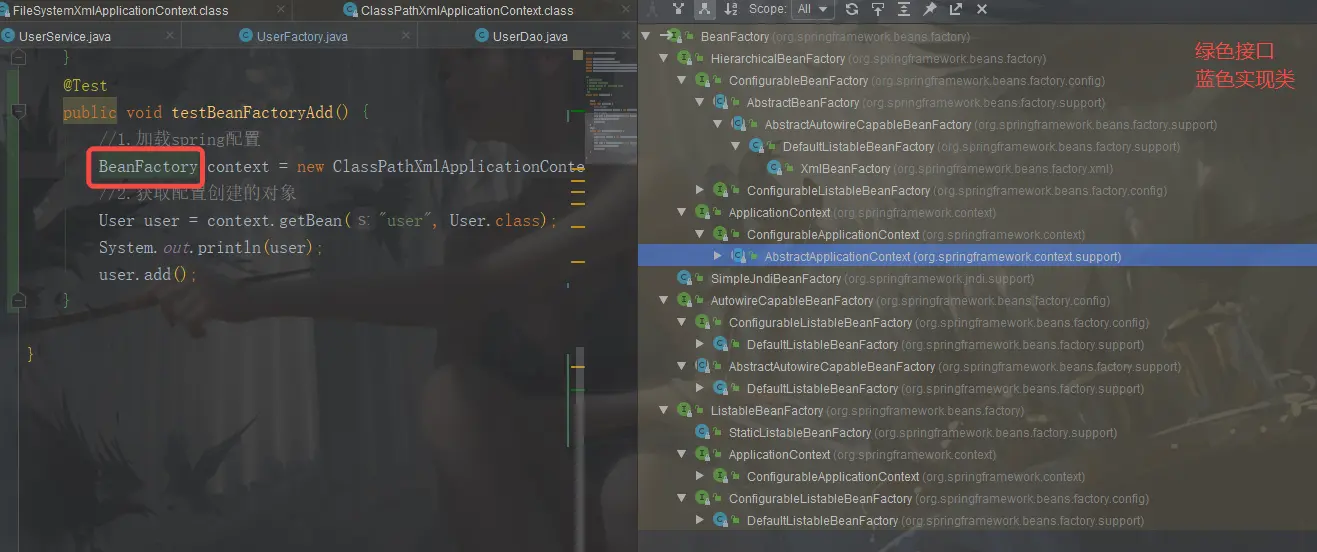 FileSystemXmlApplicationContext.class
ClassPathXmlApplicationContext.class
UserService.java
UserFactory.java
UserDao.java
}
@Test
public void testBeanFactoryAdd() {
//1.加载spring配置
BeanFactory context = new ClassPathXmlApplicationConte
//2.获取配置创建的对象
User user = context.getBean( s: "user", User.class);
System.out.println(user);
user.add();
}
}
Scope: All
BeanFactory (org.springframework.beans.factory)
HierarchicalBeanFactory (org.springframework.beans.factory)
ConfigurableBeanFactory (org.springframework.beans.factory.config)
AbstractBeanFactory (org.springframework.beans.factory.support)
AbstractAutowireCapableBeanFactory (org.springframework.beans.factory.support)
DefaultListableBeanFactory (org.springframework.beans.factory.support)
XmlBeanFactory (org.springframework.beans.factory.xml)
ConfigurableListableBeanFactory (org.springframework.beans.factory.config)
ApplicationContext (org.springframework.context)
ConfigurableApplicationContext (org.springframework.context)
AbstractApplicationContext (org.springframework.context.support)
SimpleJndiBeanFactory (org.springframework.jndi.support)
AutowireCapableBeanFactory (org.springframework.beans.factory.config)
ConfigurableListableBeanFactory (org.springframework.beans.factory.config)
DefaultListableBeanFactory (org.springframework.beans.factory.support)
AbstractAutowireCapableBeanFactory (org.springframework.beans.factory.support)
DefaultListableBeanFactory (org.springframework.beans.factory.support)
ListableBeanFactory (org.springframework.beans.factory)
StaticListableBeanFactory (org.springframework.beans.factory.support)
ApplicationContext (org.springframework.context)
ConfigurableApplicationContext (org.springframework.context)
ConfigurableListableBeanFactory (org.springframework.beans.factory.config)
DefaultListableBeanFactory (org.springframework.beans.factory.support)
绿色接口
蓝色实现类